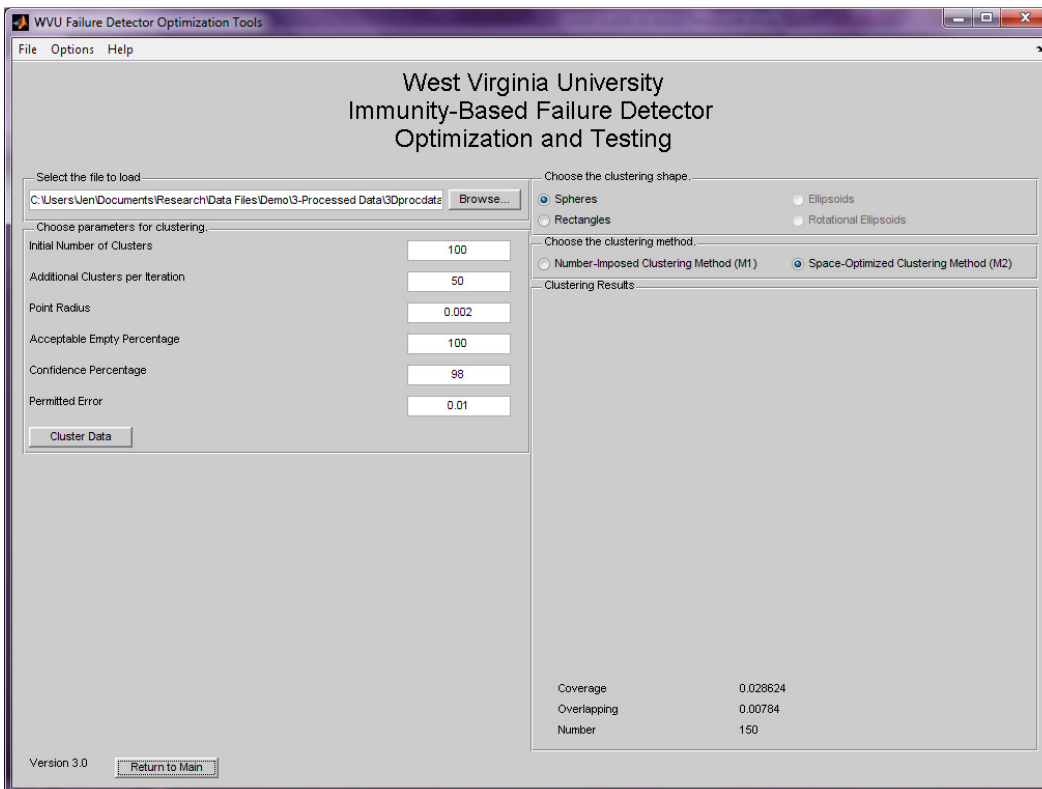 WVU Failure Detector Optimization Tools
File Options Help
West Virginia University
Immunity-Based Failure Detector
Optimization and Testing
Select the file to load
C:\Users\Jen\Documents\Research\Data Files\Demo\3-Processed Data\3Dprocdata
Browse...
Choose parameters for clustering.
Initial Number of Clusters 100
Additional Clusters per Iteration 50
Point Radius 0.002
Acceptable Empty Percentage 100
Confidence Percentage 98
Permitted Error 0.01
Cluster Data
Choose the clustering shape.
Spheres Ellipsoids
Rectangles Rotational Ellipsoids
Choose the clustering method.
Number-Imposed Clustering Method (M1) Space-Optimized Clustering Method (M2)
Clustering Results
Coverage 0.028624
Overlapping 0.00784
Number 150
Version 3.0 Return to Main